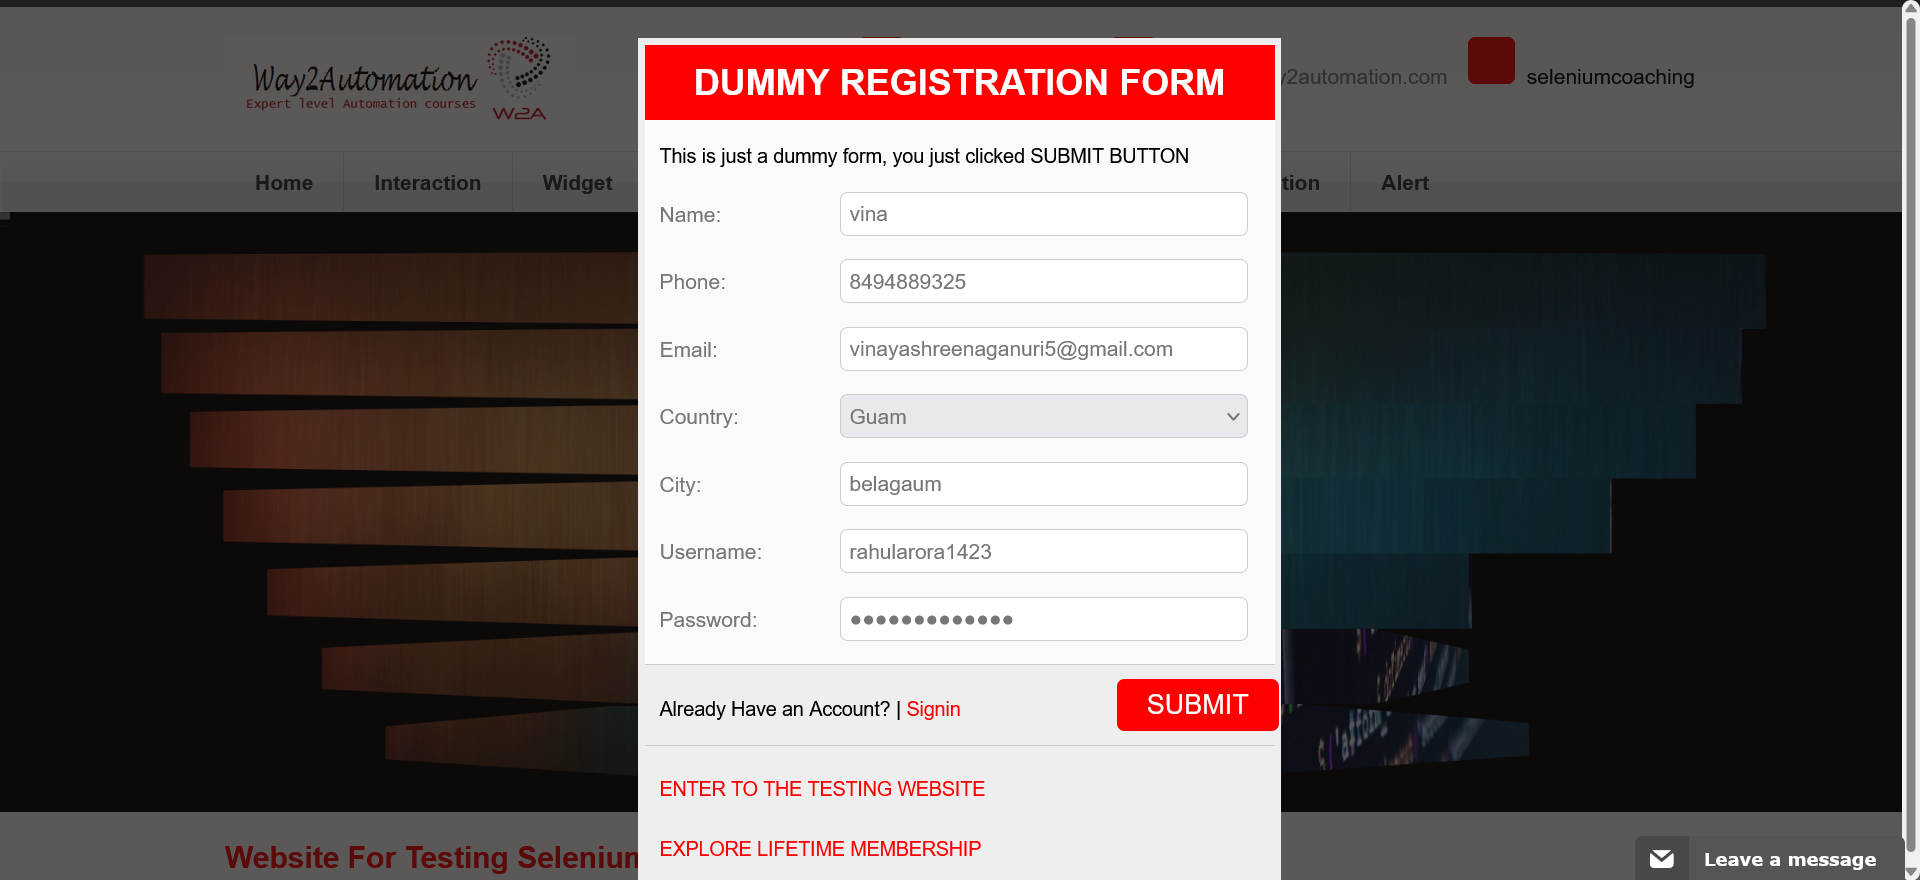 Way2Automation
Expert level Automation courses
W2A
y2automation.com
seleniumcoaching
Home
Interaction
Widget
tion
Alert
DUMMY REGISTRATION FORM
This is just a dummy form, you just clicked SUBMIT BUTTON
Name:
vina
Phone:
8494889325
Email:
vinayashreenaganuri5@gmail.com
Country:
Guam
City:
belagaum
Username:
rahularora1423
Password:
●●●●●●●●●●●●●
Already Have an Account? | Signin
SUBMIT
ENTER TO THE TESTING WEBSITE
EXPLORE LIFETIME MEMBERSHIP
Website For Testing Selenium
Leave a message